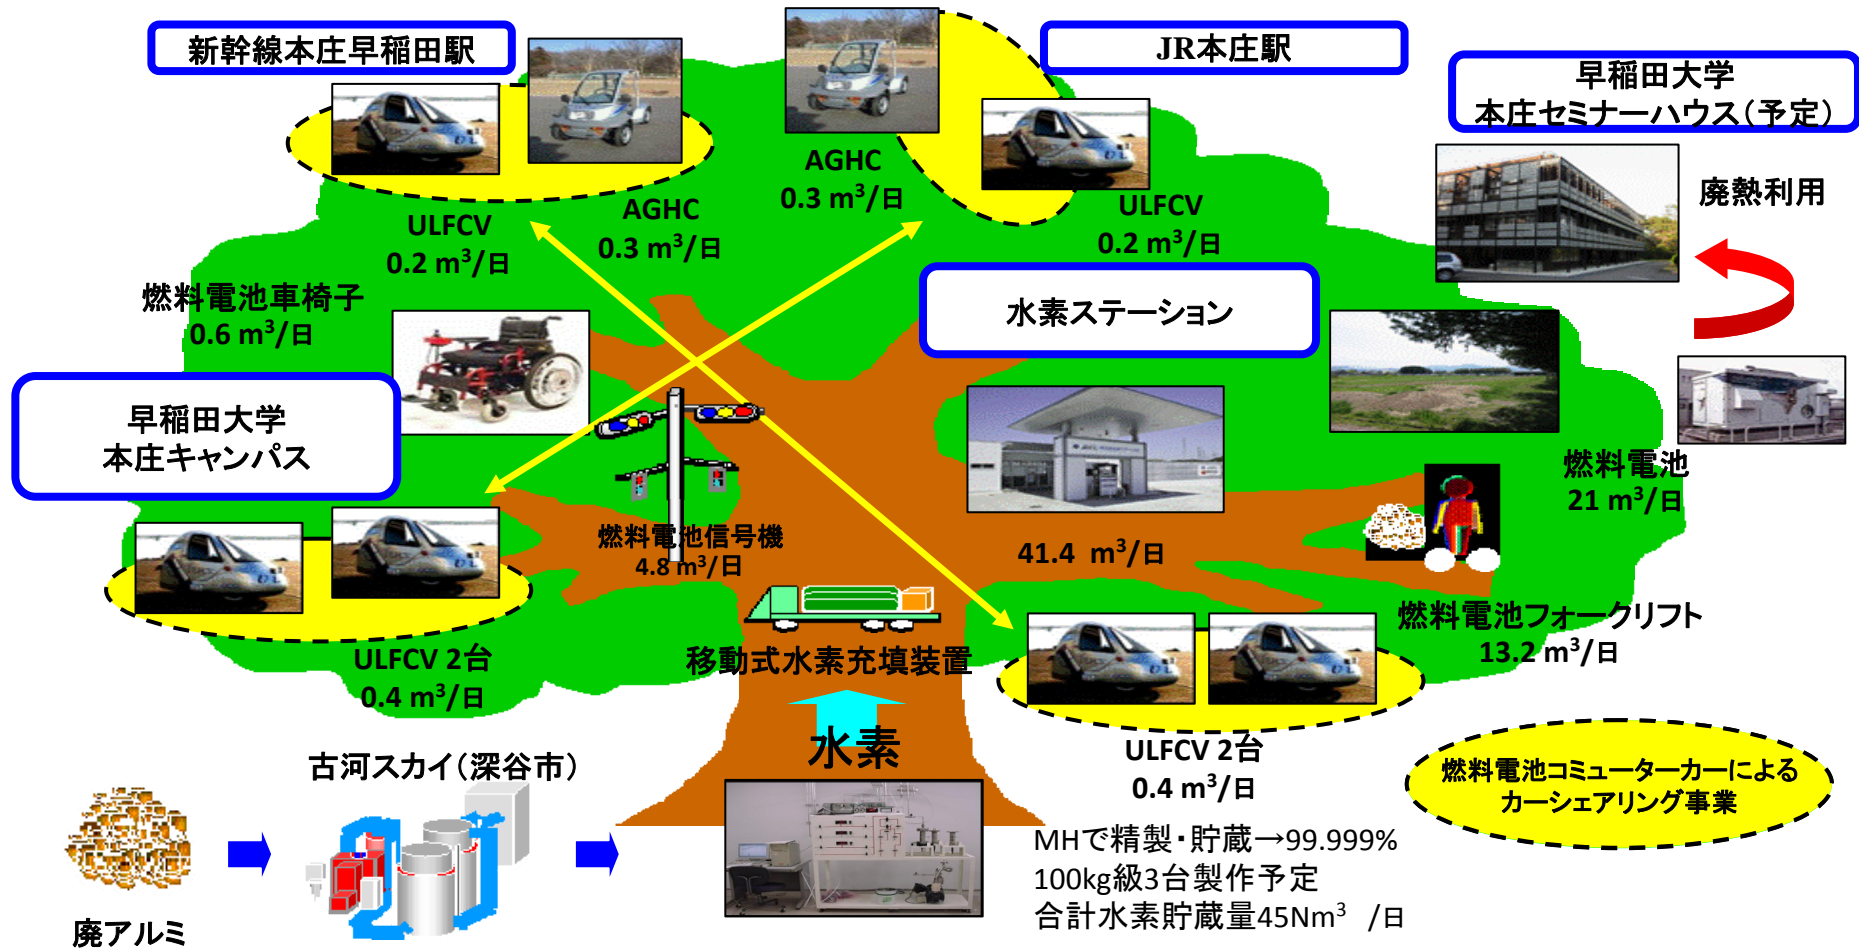 新幹線本庄早稲田駅
JR本庄駅
早稲田大学
本庄セミナーハウス(予定)
廃熱利用
AGHC
0.3 m³/日
ULFCV
0.2 m³/日
AGHC
0.3 m³/日
ULFCV
0.2 m³/日
燃料電池車椅子
0.6 m³/日
水素ステーション
早稲田大学
本庄キャンパス
燃料電池
21 m³/日
燃料電池信号機
4.8 m³/日
41.4 m³/日
燃料電池フォークリフト
13.2 m³/日
ULFCV 2台
0.4 m³/日
移動式水素充填装置
水素
ULFCV 2台
0.4 m³/日
燃料電池コミューターカーによる
カーシェアリング事業
古河スカイ(深谷市)
廃アルミ
MHで精製・貯蔵→99.999%
100kg級3台製作予定
合計水素貯蔵量45Nm³ /日